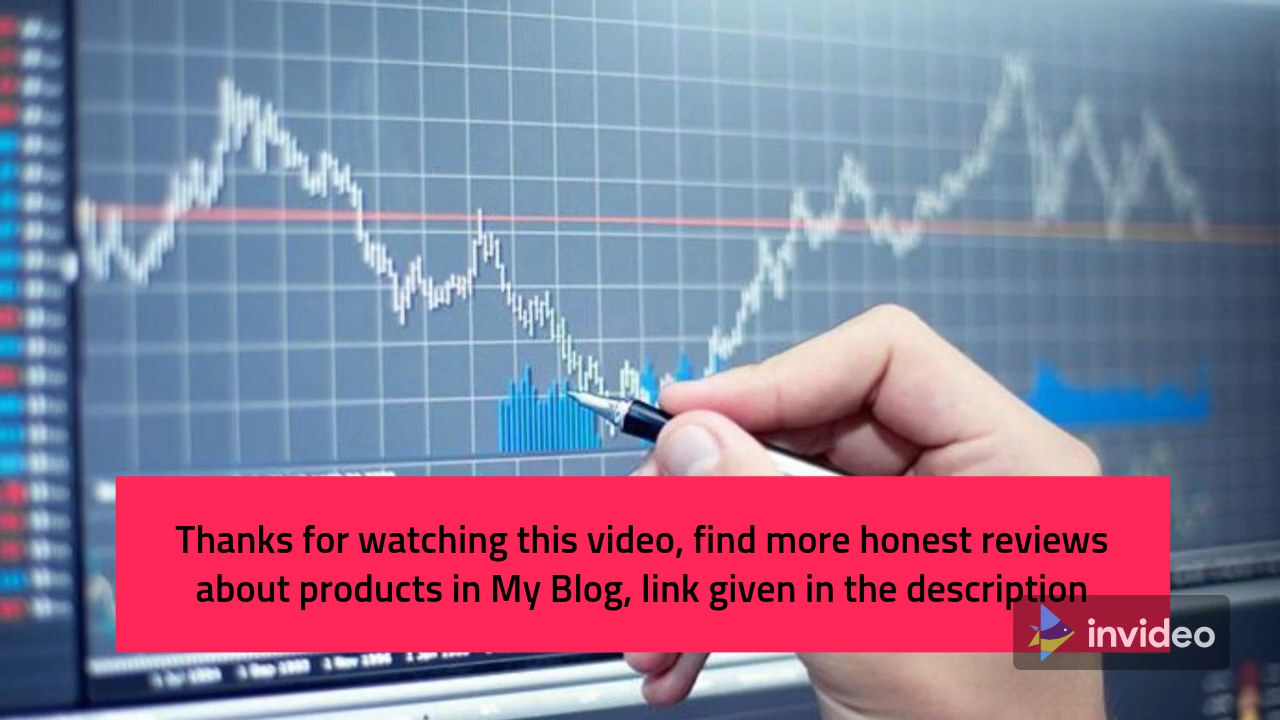 Thanks for watching this video, find more honest reviews
about products in My Blog, link given in the description
invideo